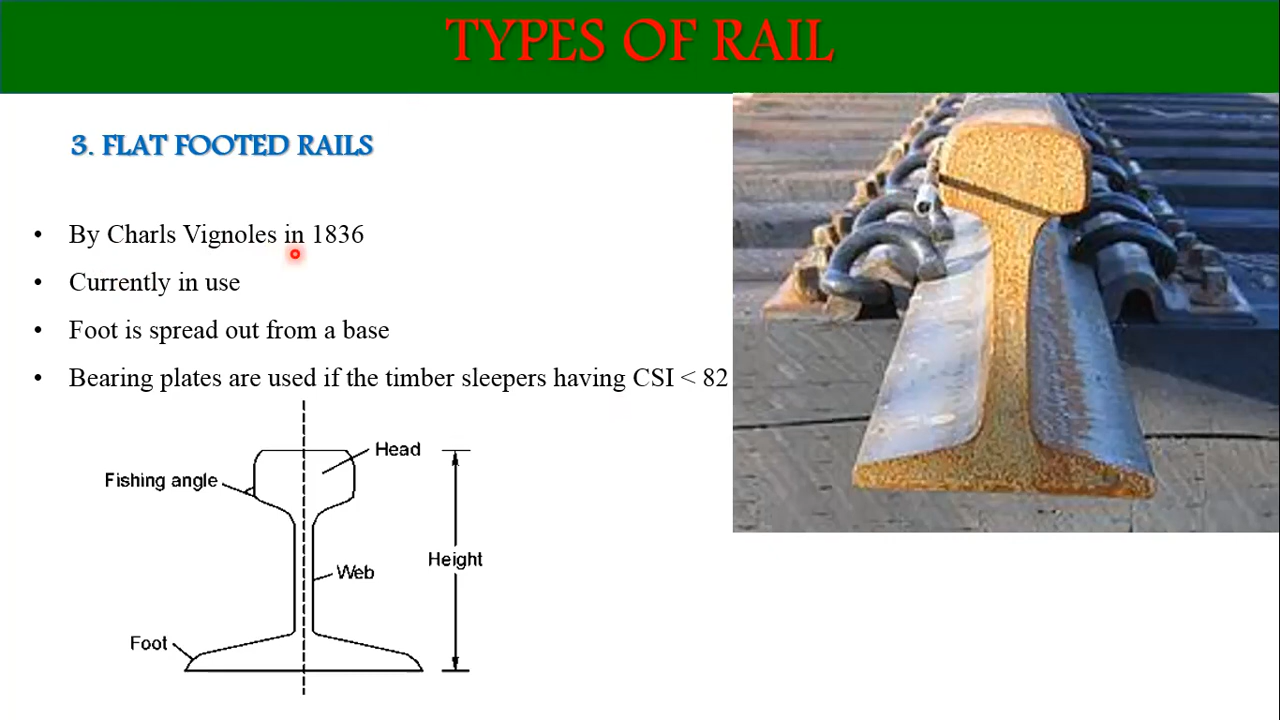 TYPES OF RAIL
3. FLAT FOOTED RAILS
• By Charls Vignoles in 1836
• Currently in use
• Foot is spread out from a base
• Bearing plates are used if the timber sleepers having CSI < 82
Head
Fishing angle
Height
Web
Foot